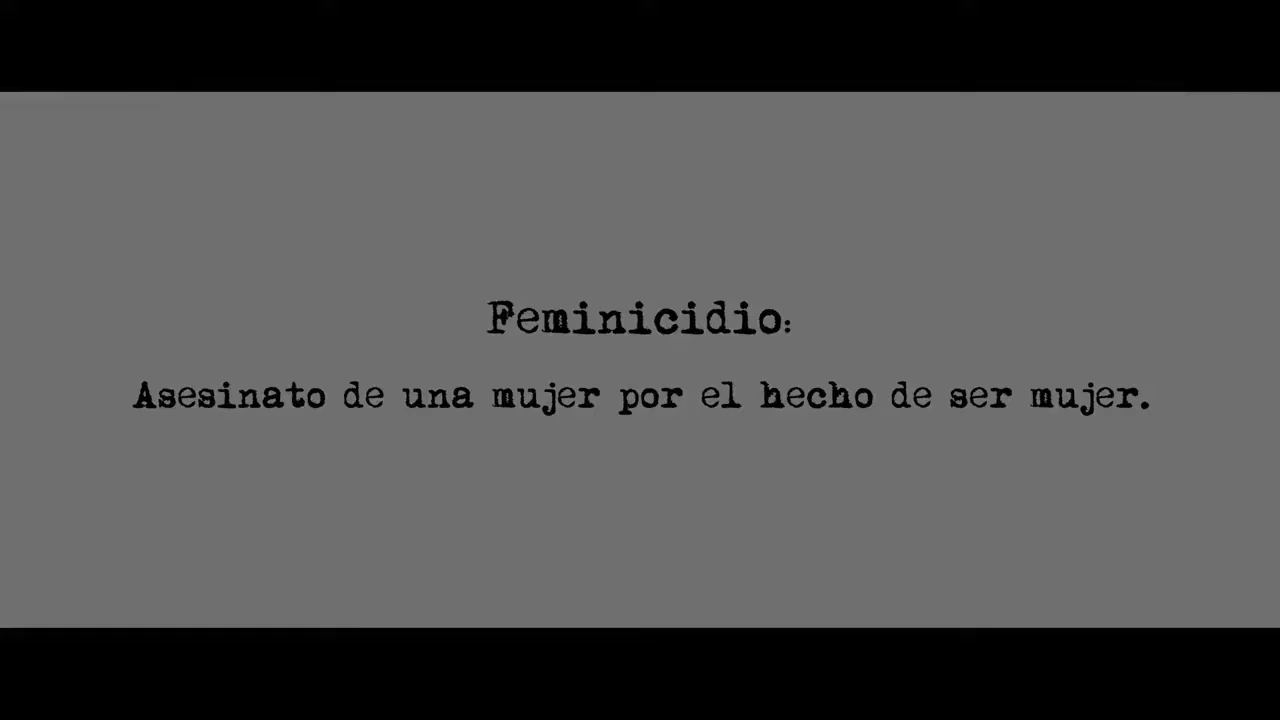 Feminicidio:
Asesinato de una mujer por el hecho de ser mujer.